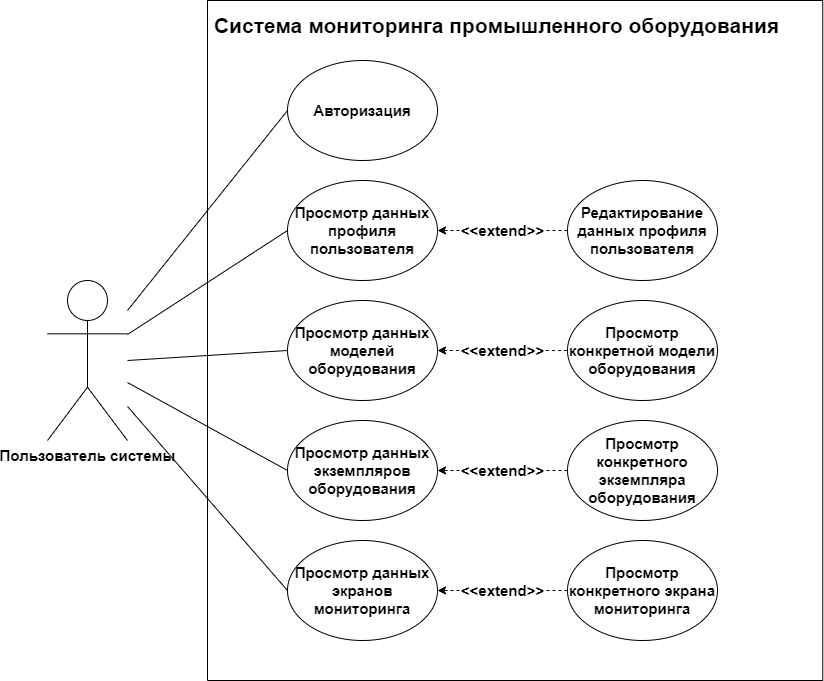 Система мониторинга промышленного оборудования
Авторизация
Просмотр данных
профиля
пользователя
<<extend>>
Редактирование
данных профиля
пользователя
Просмотр данных
моделей
оборудования
<<extend>>
Просмотр
конкретной модели
оборудования
Пользователь системы
Просмотр данных
экземпляров
оборудования
<<extend>>
Просмотр
конкретного
экземпляра
оборудования
Просмотр данных
экранов
мониторинга
<<extend>>
Просмотр
конкретного экрана
мониторинга